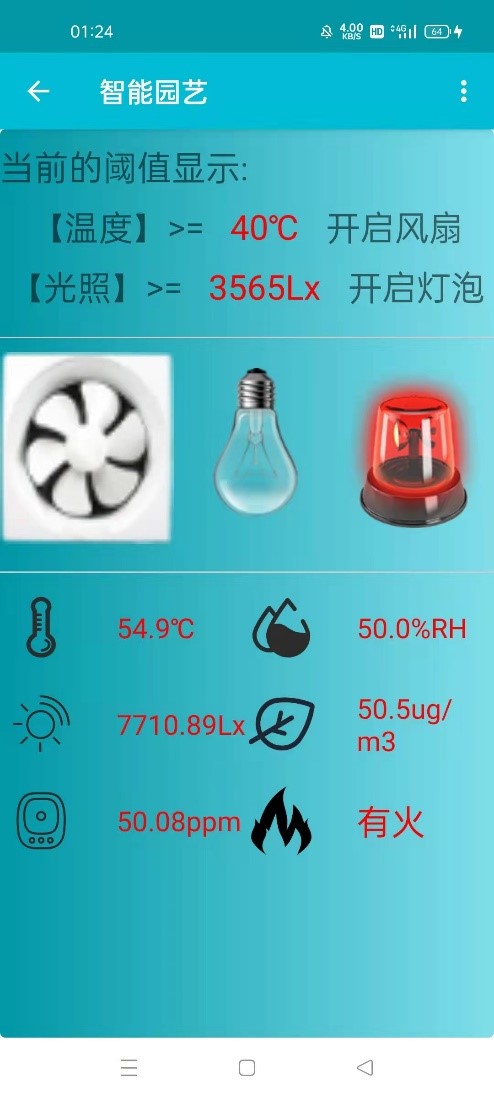 01:24 4.00 KB/S HD 4G 64
智能园艺
当前的阈值显示:
【温度】>= 40℃ 开启风扇
【光照】>= 3565Lx 开启灯泡
54.9℃ 50.0%RH
7710.89Lx 50.5ug/
m3
50.08ppm 有火